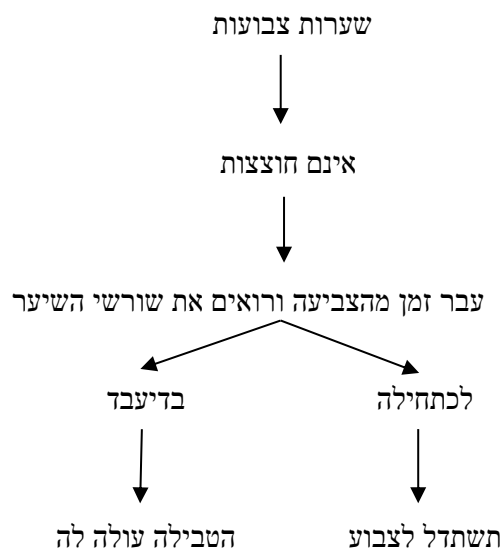 שערות צבועות
אינם חוצצות
עבר זמן מהצביעה ורואים את שורשי השיער
לכתחילה
בדיעבד
תשתדל לצבוע
הטבילה עולה לה